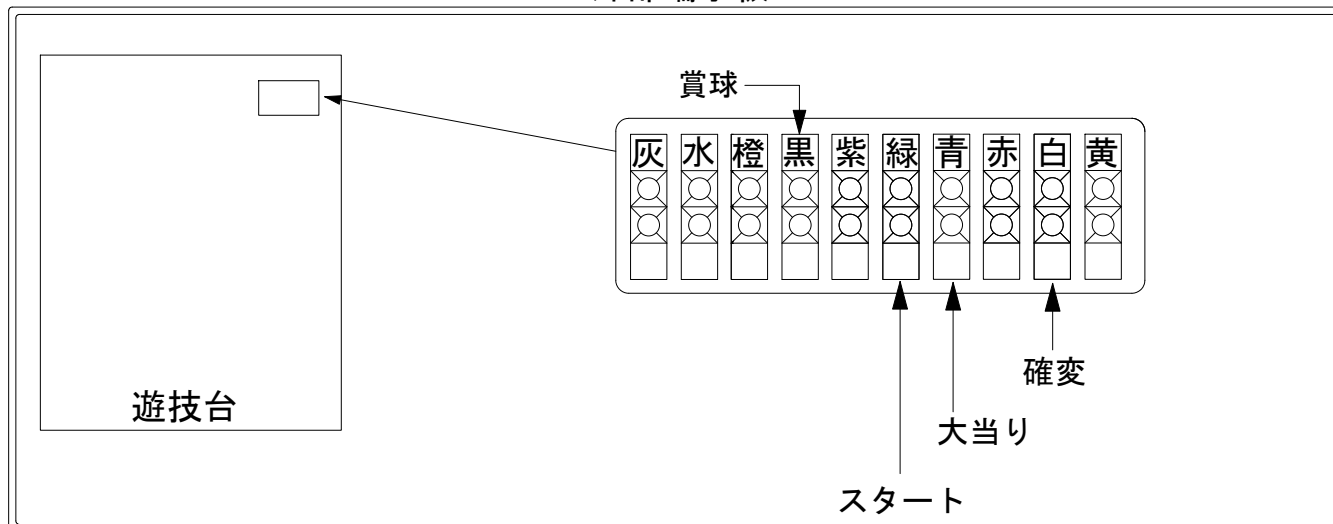 賞球
灰 水 橙 黒 紫 緑 青 赤 白 黄
確変
遊技台
大当り
スタート